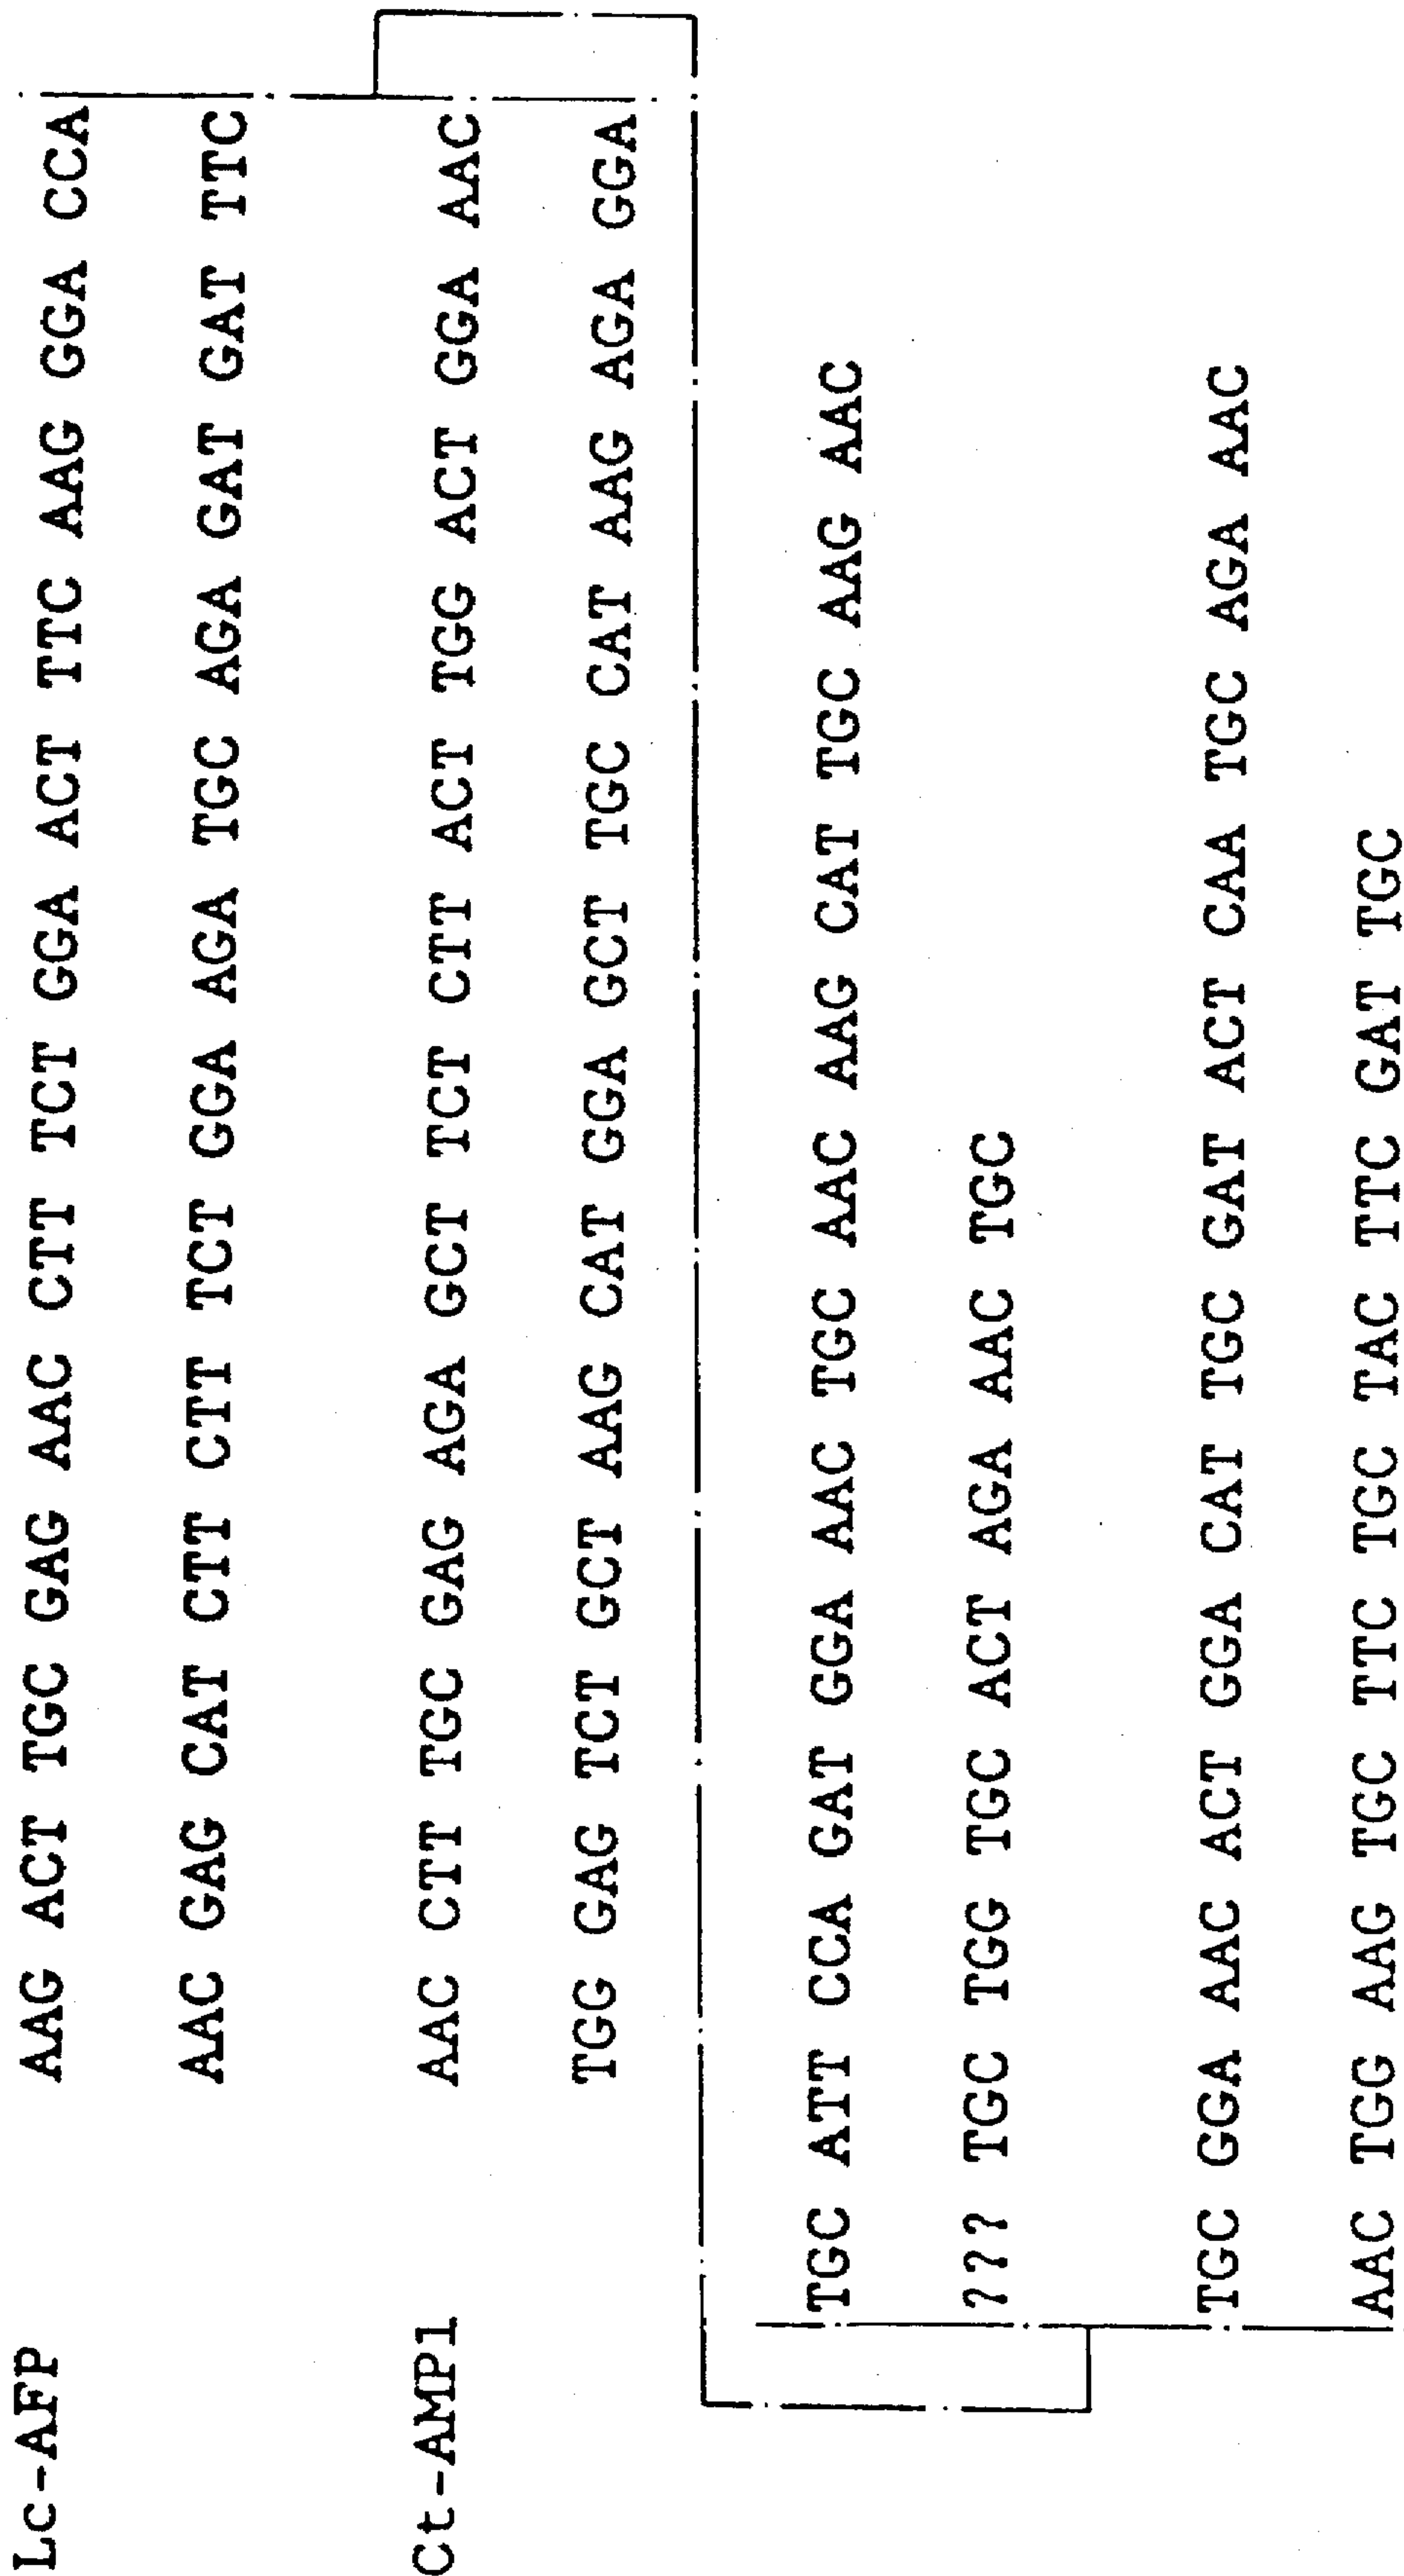 Lc-AFP AAG ACT TGC GAG AAC CTT TCT GGA ACT TTC AAG GGA CCA
AAC GAG CAT CTT CTT TCT GGA AGA TGC AGA GAT GAT TTC
Ct-AMP1 AAC CTT TGC GAG AGA GCT TCT CTT ACT TGG ACT GGA AAC
TGG GAG TCT GCT AAG CAT GGA GCT TGC CAT AAG AGA GGA
TGC ATT CCA GAT GGA AAC TGC AAC AAG CAT TGC AAG AAC
??? TGC TGG TGC ACT AGA AAC TGC
TGC GGA AAC ACT GGA CAT TGC GAT ACT CAA TGC AGA AAC
AAC TGG AAG TGC TTC TGC TAC TTC GAT TGC